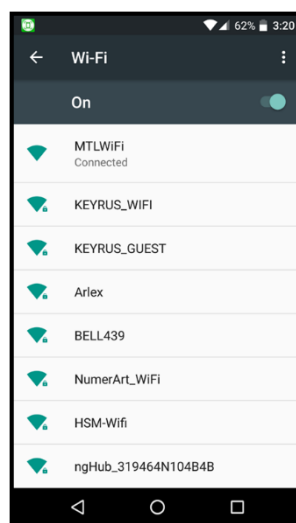 62% 3:20
Wi-Fi
On
MTLWiFi
Connected
KEYRUS_WIFI
KEYRUS_GUEST
Arlex
BELL439
NumerArt_WiFi
HSM-Wifi
ngHub_319464N104B4B